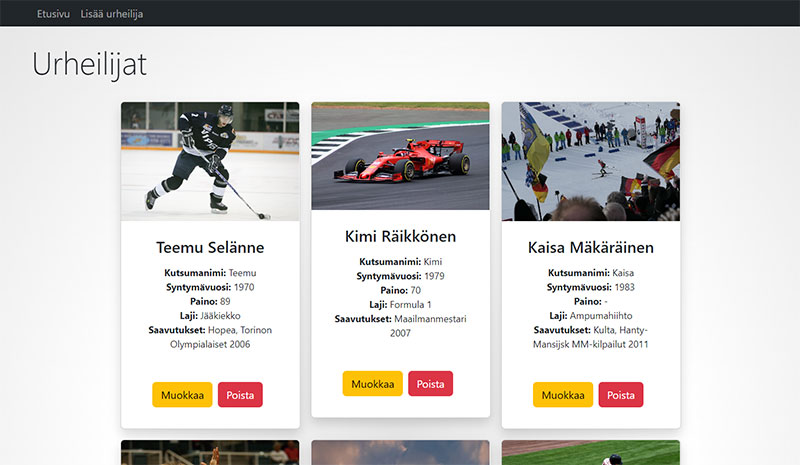 Etusivu Lisää urheilija
Urheilijat
Teemu Selänne
Kutsumanimi: Teemu
Syntymävuosi: 1970
Paino: 89
Laji: Jääkiekko
Saavutukset: Hopea, Torinon
Olympialaiset 2006
Muokkaa Poista
Kimi Räikkönen
Kutsumanimi: Kimi
Syntymävuosi: 1979
Paino: 70
Laji: Formula 1
Saavutukset: Maailmanmestari
2007
Muokkaa Poista
Kaisa Mäkäräinen
Kutsumanimi: Kaisa
Syntymävuosi: 1983
Paino: -
Laji: Ampumahiihto
Saavutukset: Kulta, Hanty-
Mansijsk MM-kilpailut 2011
Muokkaa Poista